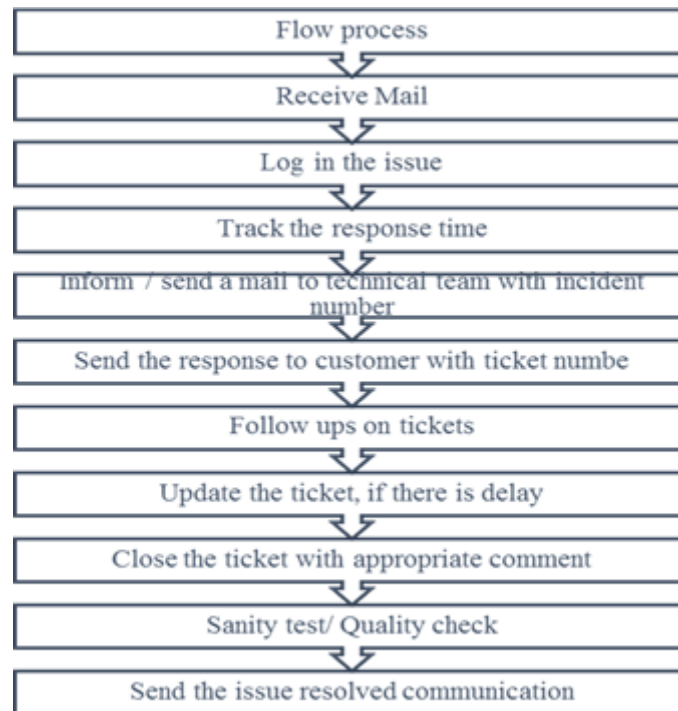 Flow process
Receive Mail
Log in the issue
Track the response time
Inform / send a mail to technical team with incident
number
Send the response to customer with ticket numbe
Follow ups on tickets
Update the ticket, if there is delay
Close the ticket with appropriate comment
Sanity test/ Quality check
Send the issue resolved communication